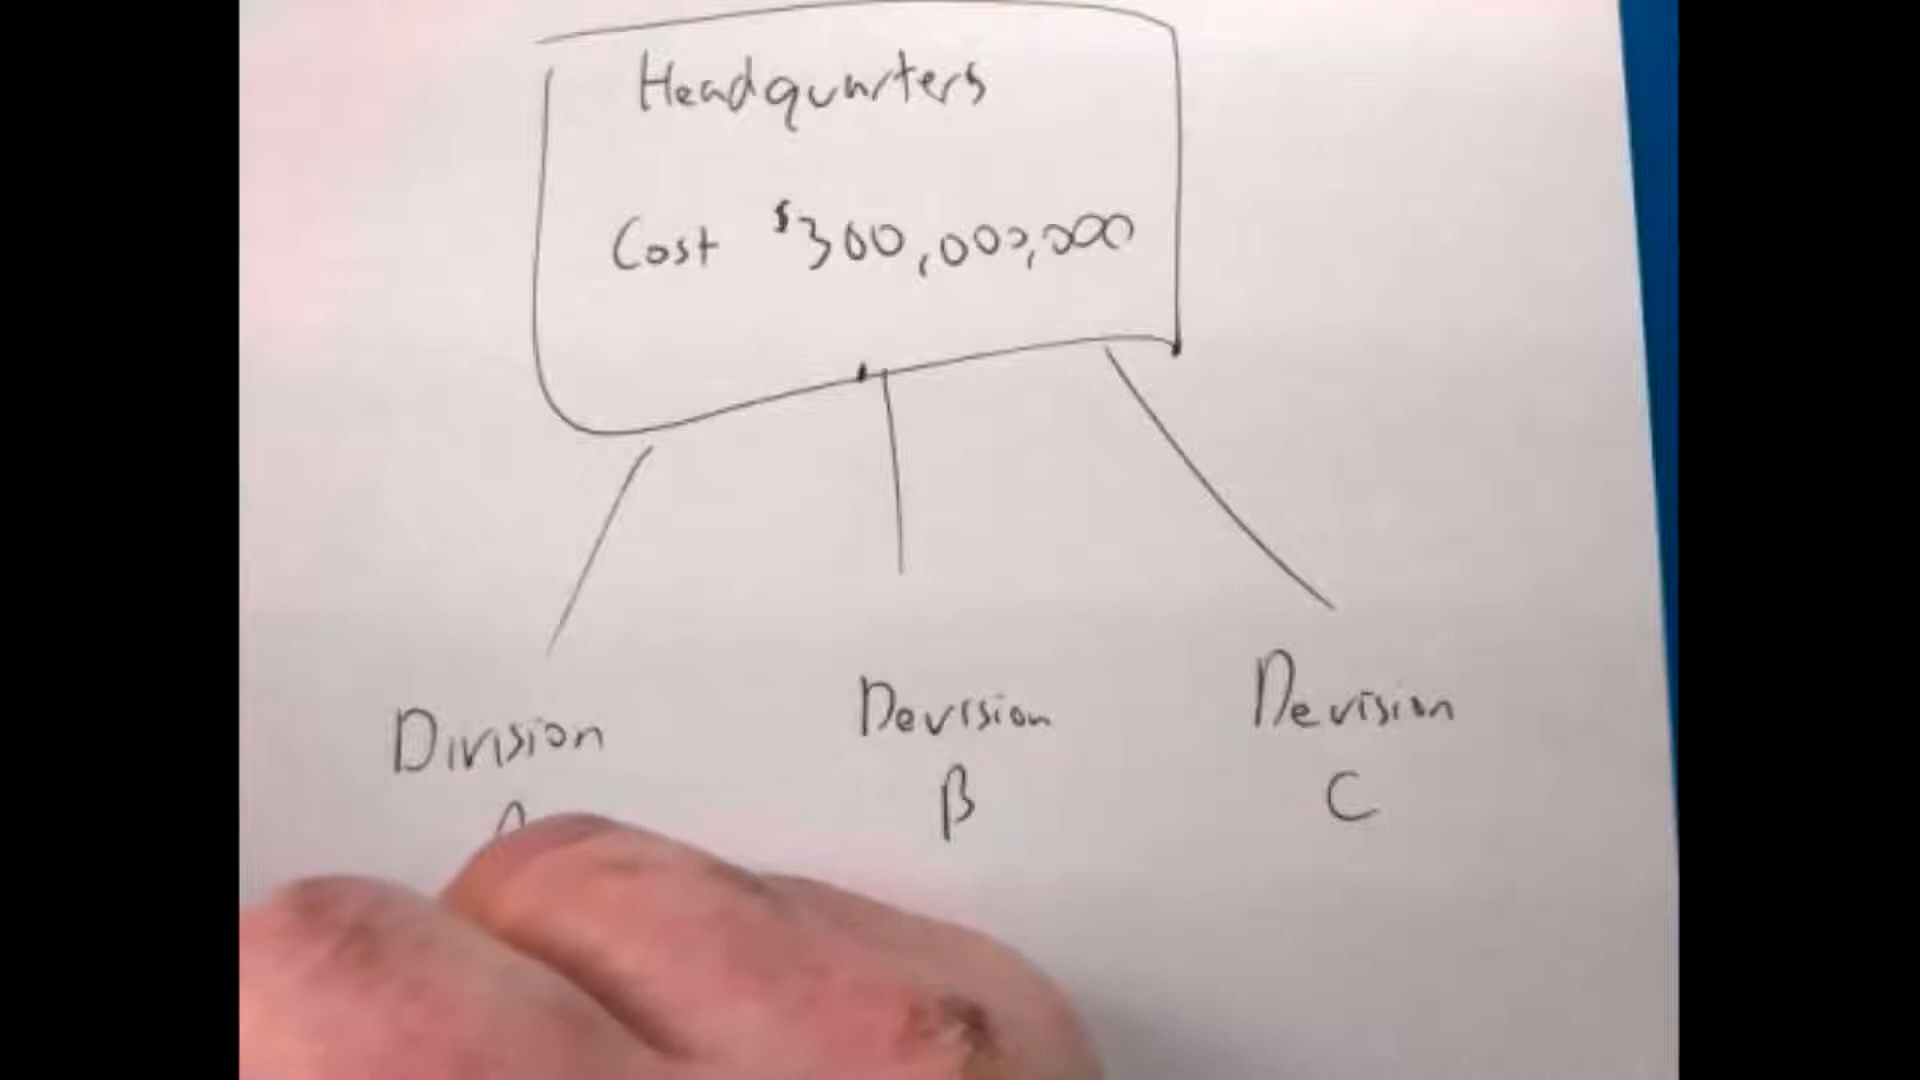 Headquarters
Cost $300,000,000
Division Devision Devision
A B C